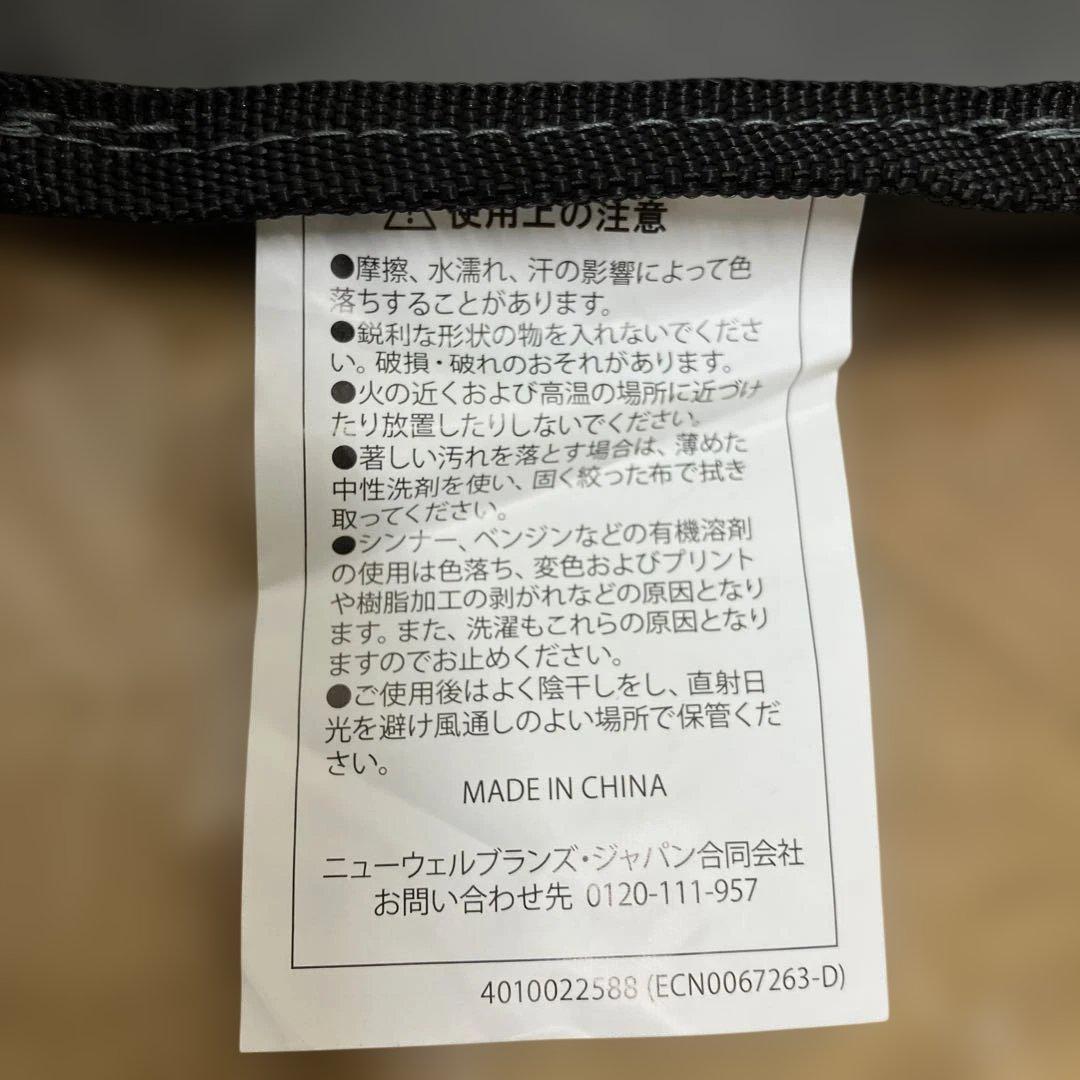 ⚠使用上の注意
●摩擦、水濡れ、汗の影響によって色
落ちすることがあります。
●鋭利な形状の物を入れないでくださ
い。破損・破れのおそれがあります。
●火の近くおよび高温の場所に近づけ
たり放置したりしないでください。
●著しい汚れを落とす場合は、薄めた
中性洗剤を使い、固く絞った布で拭き
取ってください。
●シンナー、ベンジンなどの有機溶剤
の使用は色落ち、変色およびプリント
や樹脂加工の剥がれなどの原因となり
ます。また、洗濯もこれらの原因となり
ますのでお止めください。
●ご使用後はよく陰干しをし、直射日
光を避け風通しのよい場所で保管くだ
さい。
MADE IN CHINA
ニューウェルブランズ・ジャパン合同会社
お問い合わせ先 0120-111-957
4010022588 (ECN0067263-D)